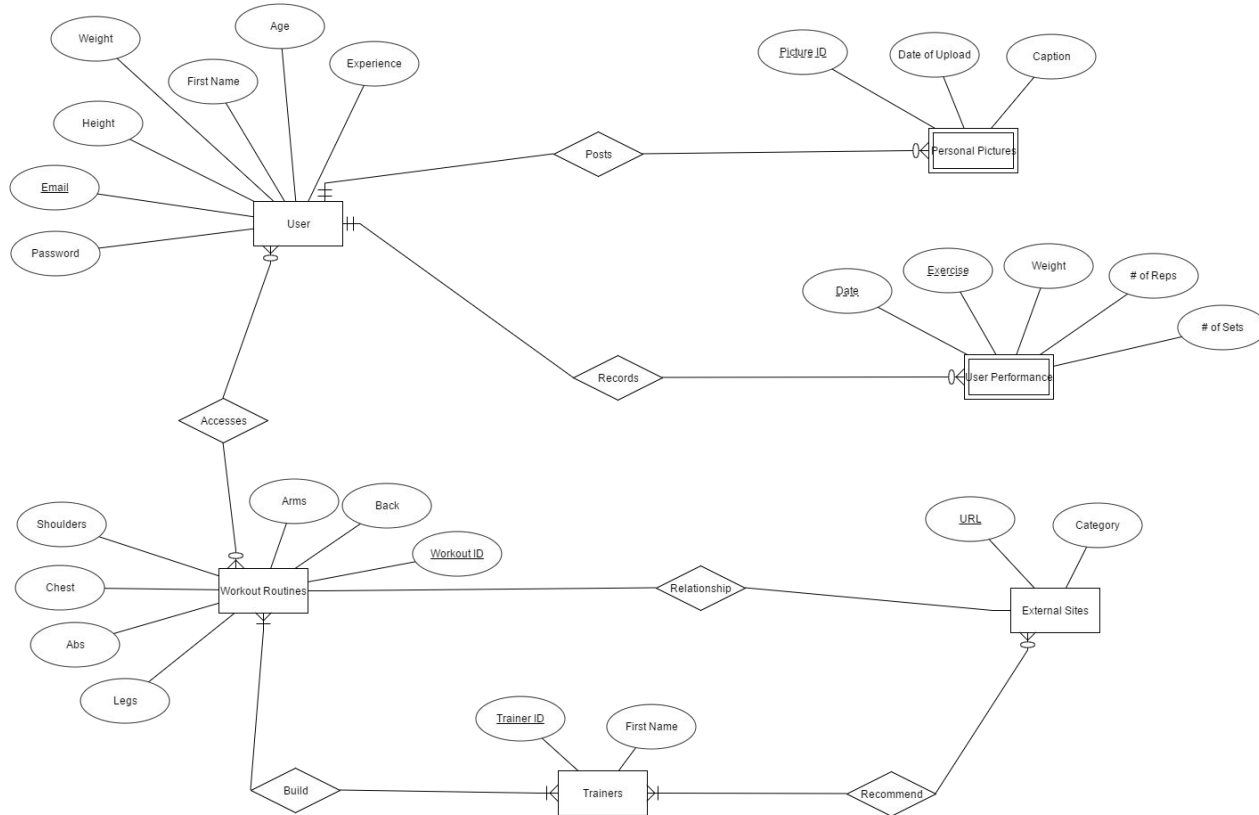 Age
Weight
Experience
First Name
Picture ID
Date of Upload
Caption
Height
Posts
Personal Pictures
Email
User
Password
Exercise
Weight
# of Reps
Date
# of Sets
Records
User Performance
Accesses
Arms
Back
Shoulders
URL
Category
Workout ID
Chest
Workout Routines
Relationship
External Sites
Abs
Legs
Trainer ID
First Name
Build
Trainers
Recommend